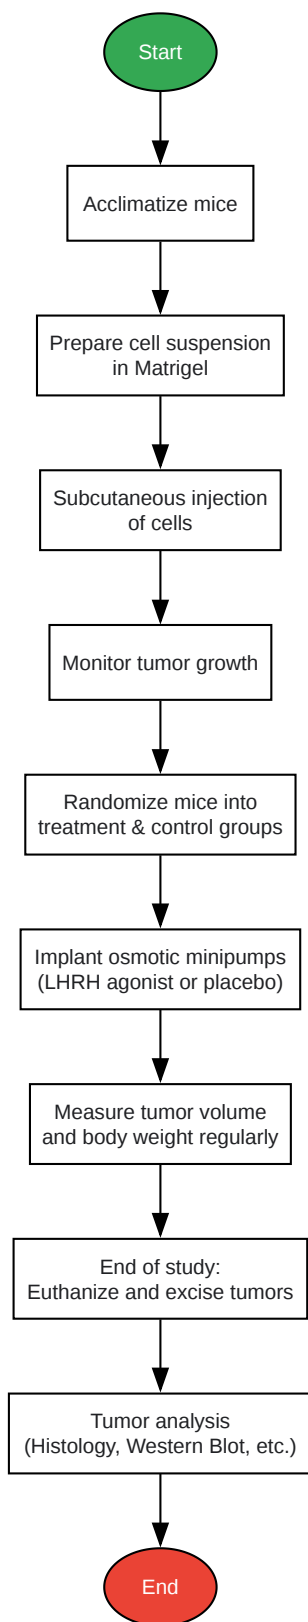 Start
Acclimatize mice
Prepare cell suspension
in Matrigel
Subcutaneous injection
of cells
Monitor tumor growth
Randomize mice into
treatment & control groups
Implant osmotic minipumps
(LHRH agonist or placebo)
Measure tumor volume
and body weight regularly
End of study:
Euthanize and excise tumors
Tumor analysis
(Histology, Western Blot, etc.)
End